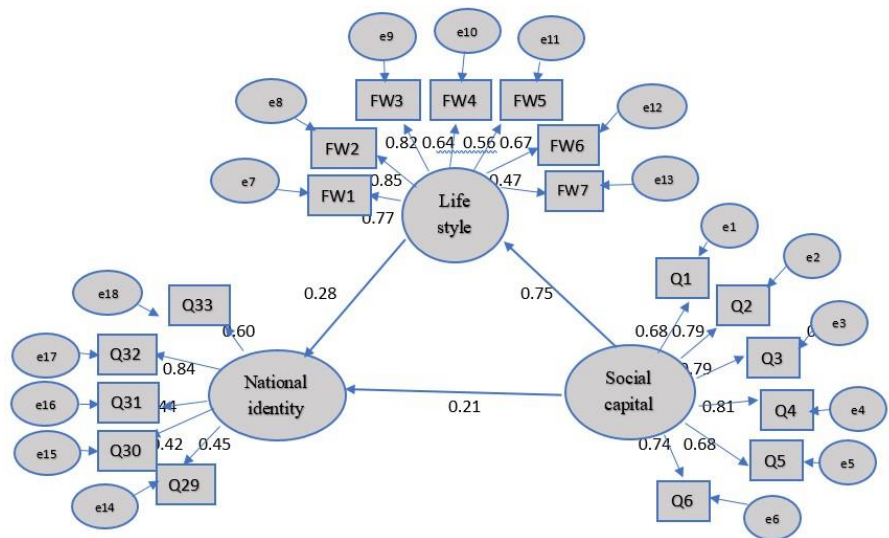 e10
e9
e11
FW3
FW4
FW5
e8
e12
FW2
0.82
0.64
0.56
0.67
FW6
e7
0.85
0.47
e13
FW1
FW7
0.77
Life
style
e1
Q1
e2
Q2
e18
Q33
0.28
0.75
0.60
0.68
0.79
e3
Q3
e17
Q32
0.84
National
identity
Social
capital
e16
Q31
0.21
0.81
Q4
e4
e15
Q30
0.45
0.74
0.68
Q5
e5
e14
Q29
Q6
e6